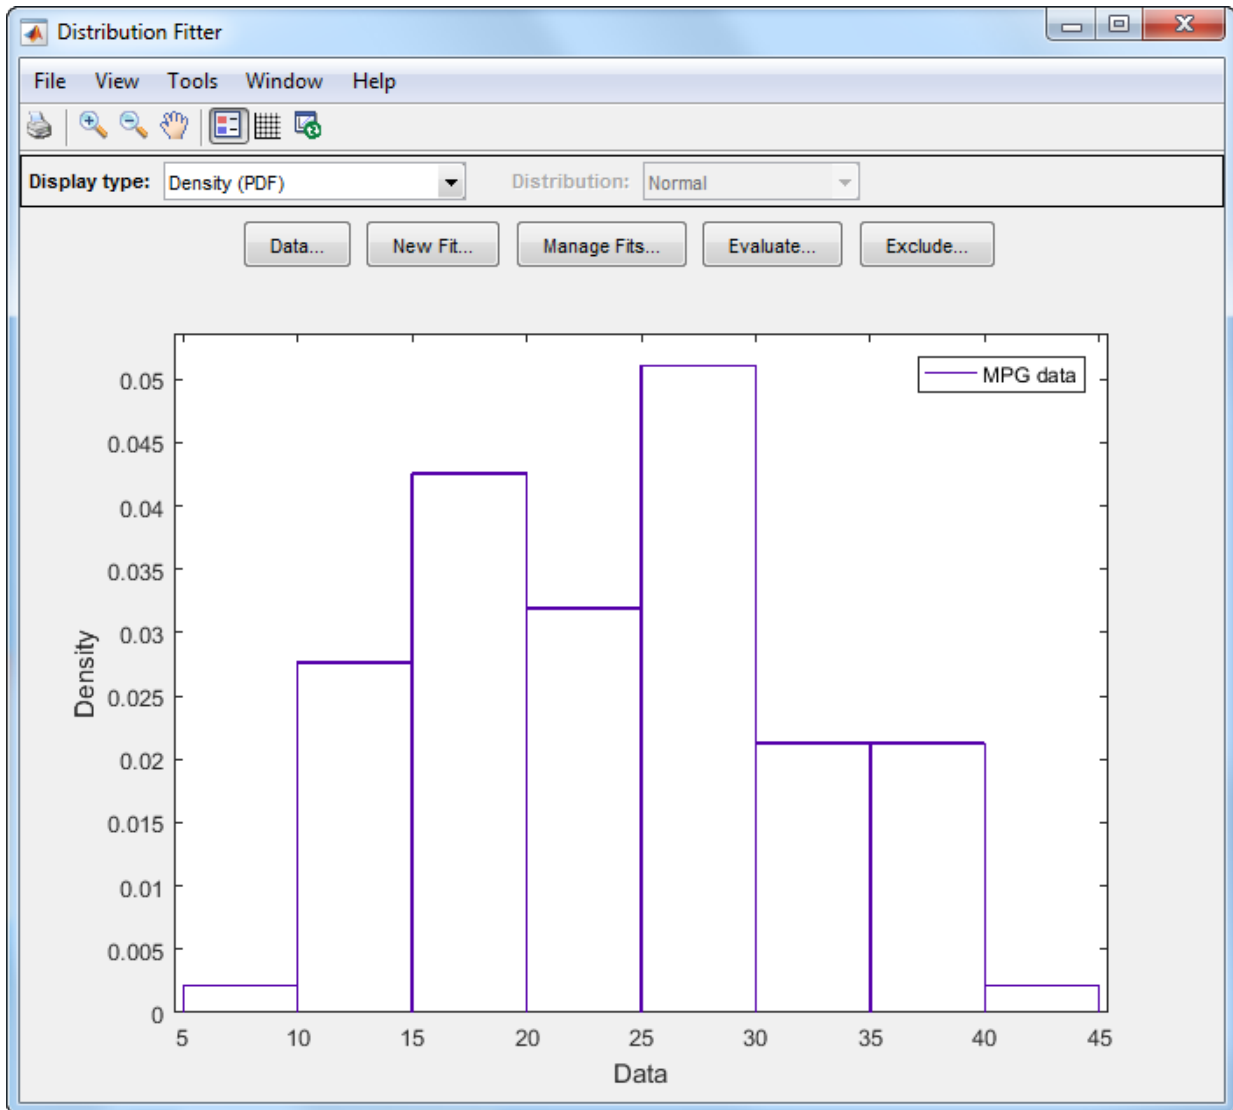 Distribution Fitter
File View Tools Window Help
Display type: Density (PDF) Distribution: Normal
Data... New Fit... Manage Fits... Evaluate... Exclude...
MPG data
0.05
0.045
0.04
0.035
0.03
0.025
0.02
0.015
0.01
0.005
0
Density
5 10 15 20 25 30 35 40 45
Data